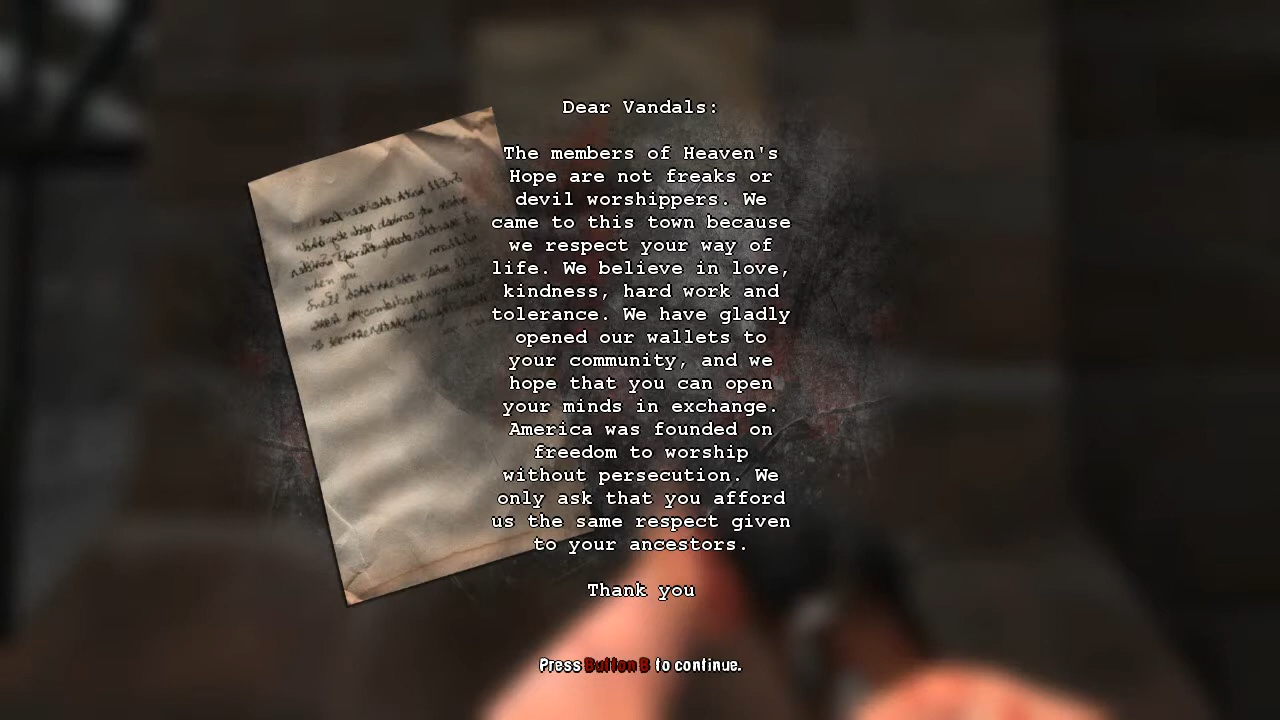 Dear Vandals:
The members of Heaven's
Hope are not freaks or
devil worshippers. We
came to this town because
we respect your way of
life. We believe in love,
kindness, hard work and
tolerance. We have gladly
opened our wallets to
your community, and we
hope that you can open
your minds in exchange.
America was founded on
freedom to worship
without persecution. We
only ask that you afford
us the same respect given
to your ancestors.
Thank you
Press Button B to continue.